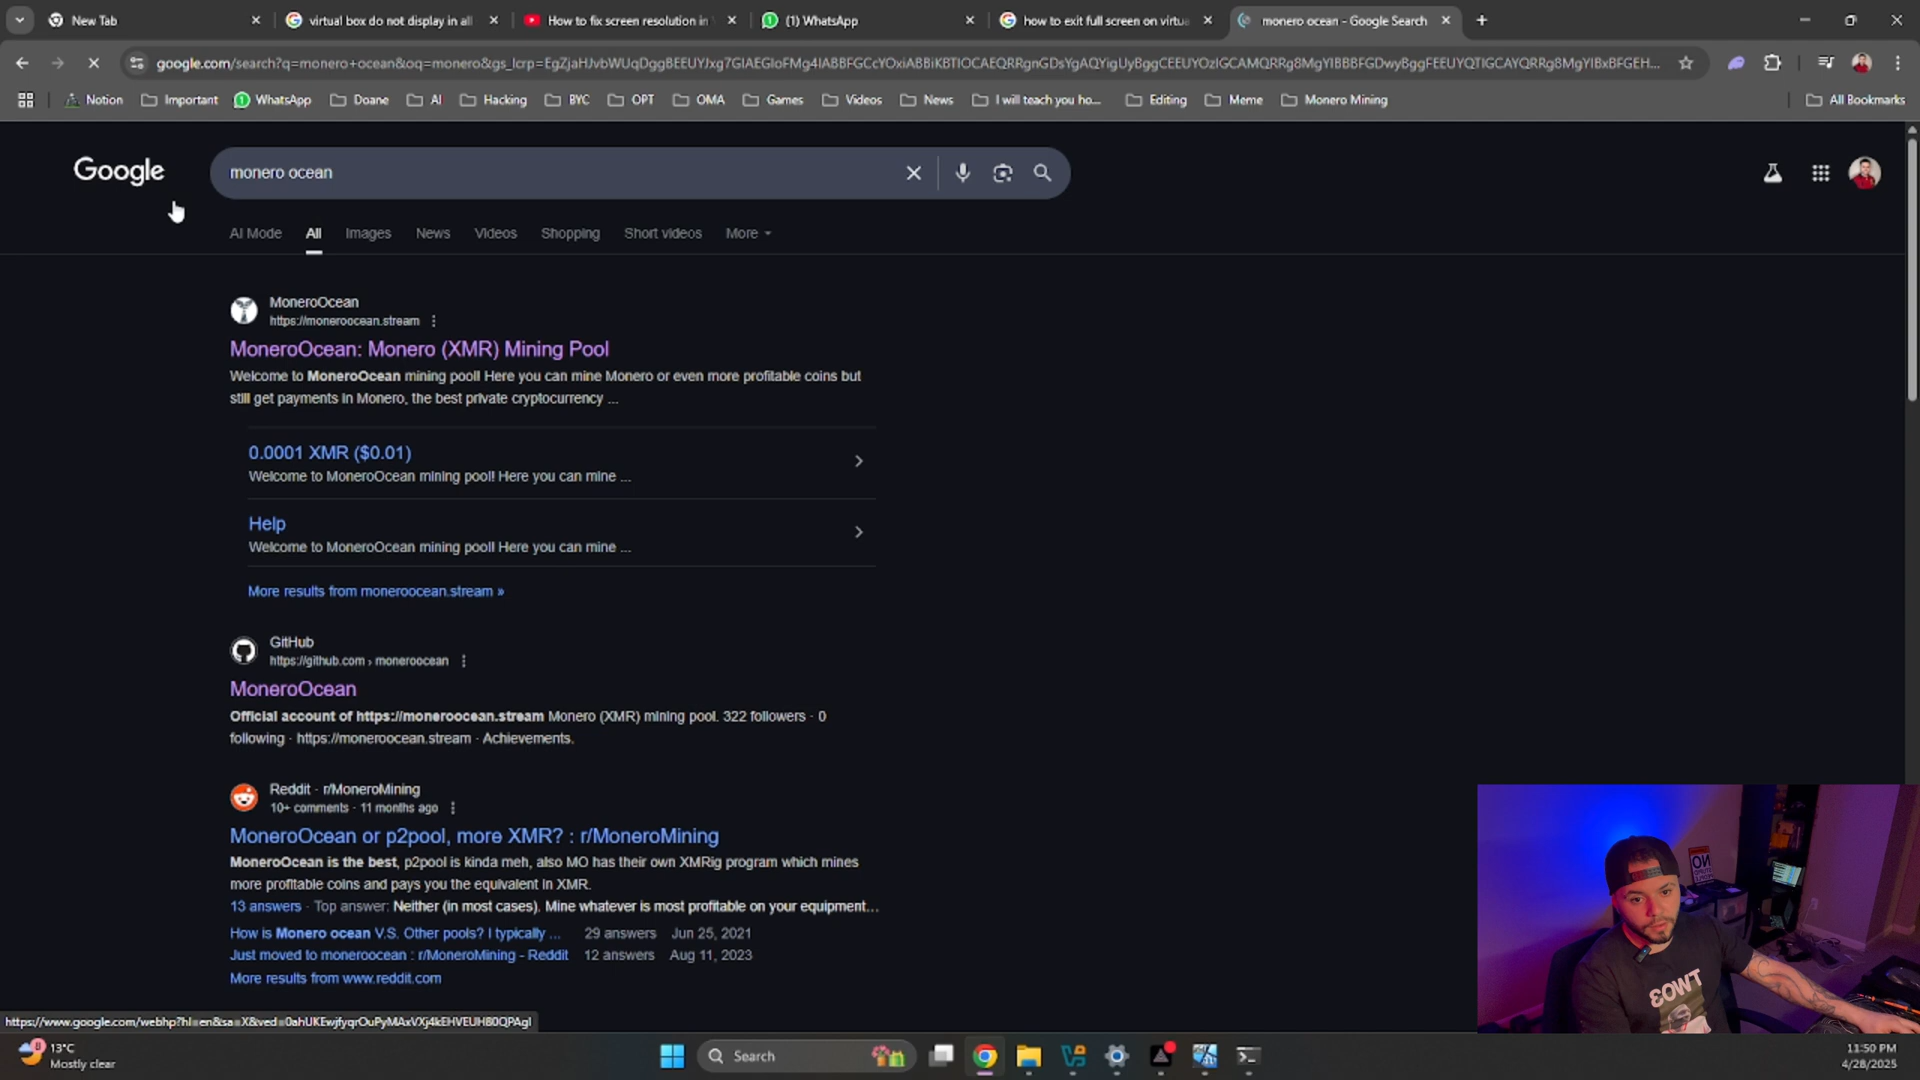 New Tab
virtual box do not display in all
How to fix screen resolution in
(1) WhatsApp
how to exit full screen on virtua
monero ocean - Google Search
google.com/search?q=monero+ocean&oq=monero&gs_lcrp=
Notion
Important
WhatsApp
Doane
AI
Hacking
BYC
OPT
OMA
Games
Videos
News
I will teach you ho...
Editing
Meme
Monero Mining
All Bookmarks
Google
monero ocean
AI Mode
All
Images
News
Videos
Shopping
Short videos
More
MoneroOcean
https://moneroocean.stream
MoneroOcean: Monero (XMR) Mining Pool
Welcome to MoneroOcean mining pool! Here you can mine Monero or even more profitable coins but
still get payments in Monero, the best private cryptocurrency ...
0.0001 XMR ($0.01)
Welcome to MoneroOcean mining pool! Here you can mine ...
Help
Welcome to MoneroOcean mining pool! Here you can mine ...
More results from moneroocean.stream »
GitHub
https://github.com › moneroocean
MoneroOcean
Official account of https://moneroocean.stream Monero (XMR) mining pool. 322 followers · 0
following · https://moneroocean.stream · Achievements.
Reddit · r/MoneroMining
10+ comments · 11 months ago
MoneroOcean or p2pool, more XMR? : r/MoneroMining
MoneroOcean is the best, p2pool is kinda meh, also MO has their own XMRig program which mines
more profitable coins and pays you the equivalent in XMR.
13 answers · Top answer: Neither (in most cases). Mine whatever is most profitable on your equipment...
How is Monero ocean V.S. Other pools? I typically ... 29 answers Jun 25, 2021
Just moved to moneroocean : r/MoneroMining - Reddit 12 answers Aug 11, 2023
More results from www.reddit.com
13°C
Mostly clear
Search
11:50 PM
4/28/2025